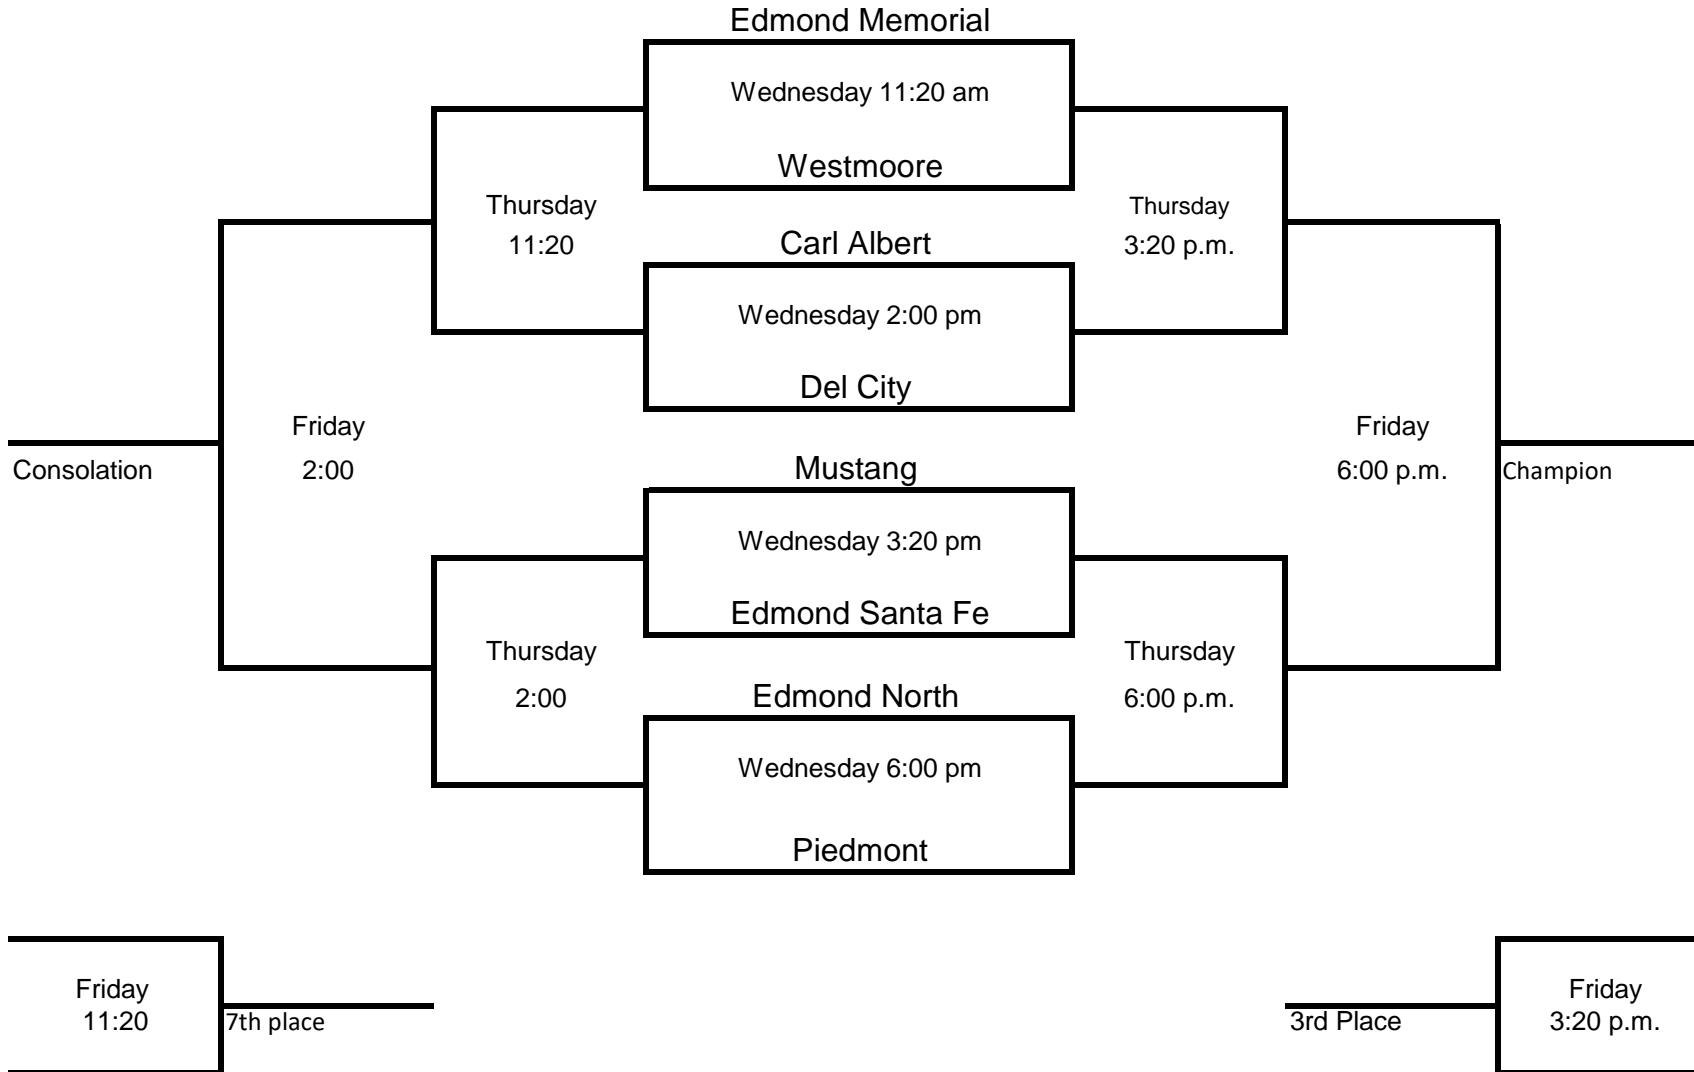 Edmond Memorial
Wednesday 11:20 am
Westmoore
Thursday
11:20
Thursday
3:20 p.m.
Carl Albert
Wednesday 2:00 pm
Del City
Friday
2:00
Consolation
Friday
6:00 p.m.
Champion
Mustang
Wednesday 3:20 pm
Edmond Santa Fe
Thursday
2:00
Thursday
6:00 p.m.
Edmond North
Wednesday 6:00 pm
Piedmont
Friday
11:20
7th place
3rd Place
Friday
3:20 p.m.